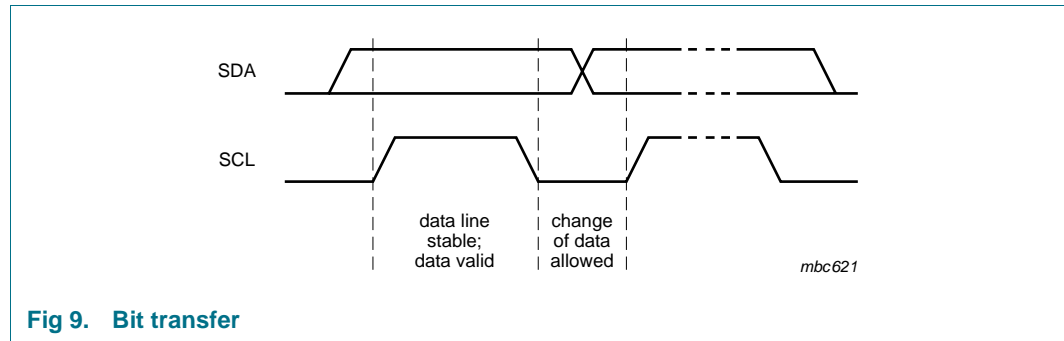 SDA
SCL
data line
stable;
data valid
change
of data
allowed
mbc621
Fig 9. Bit transfer